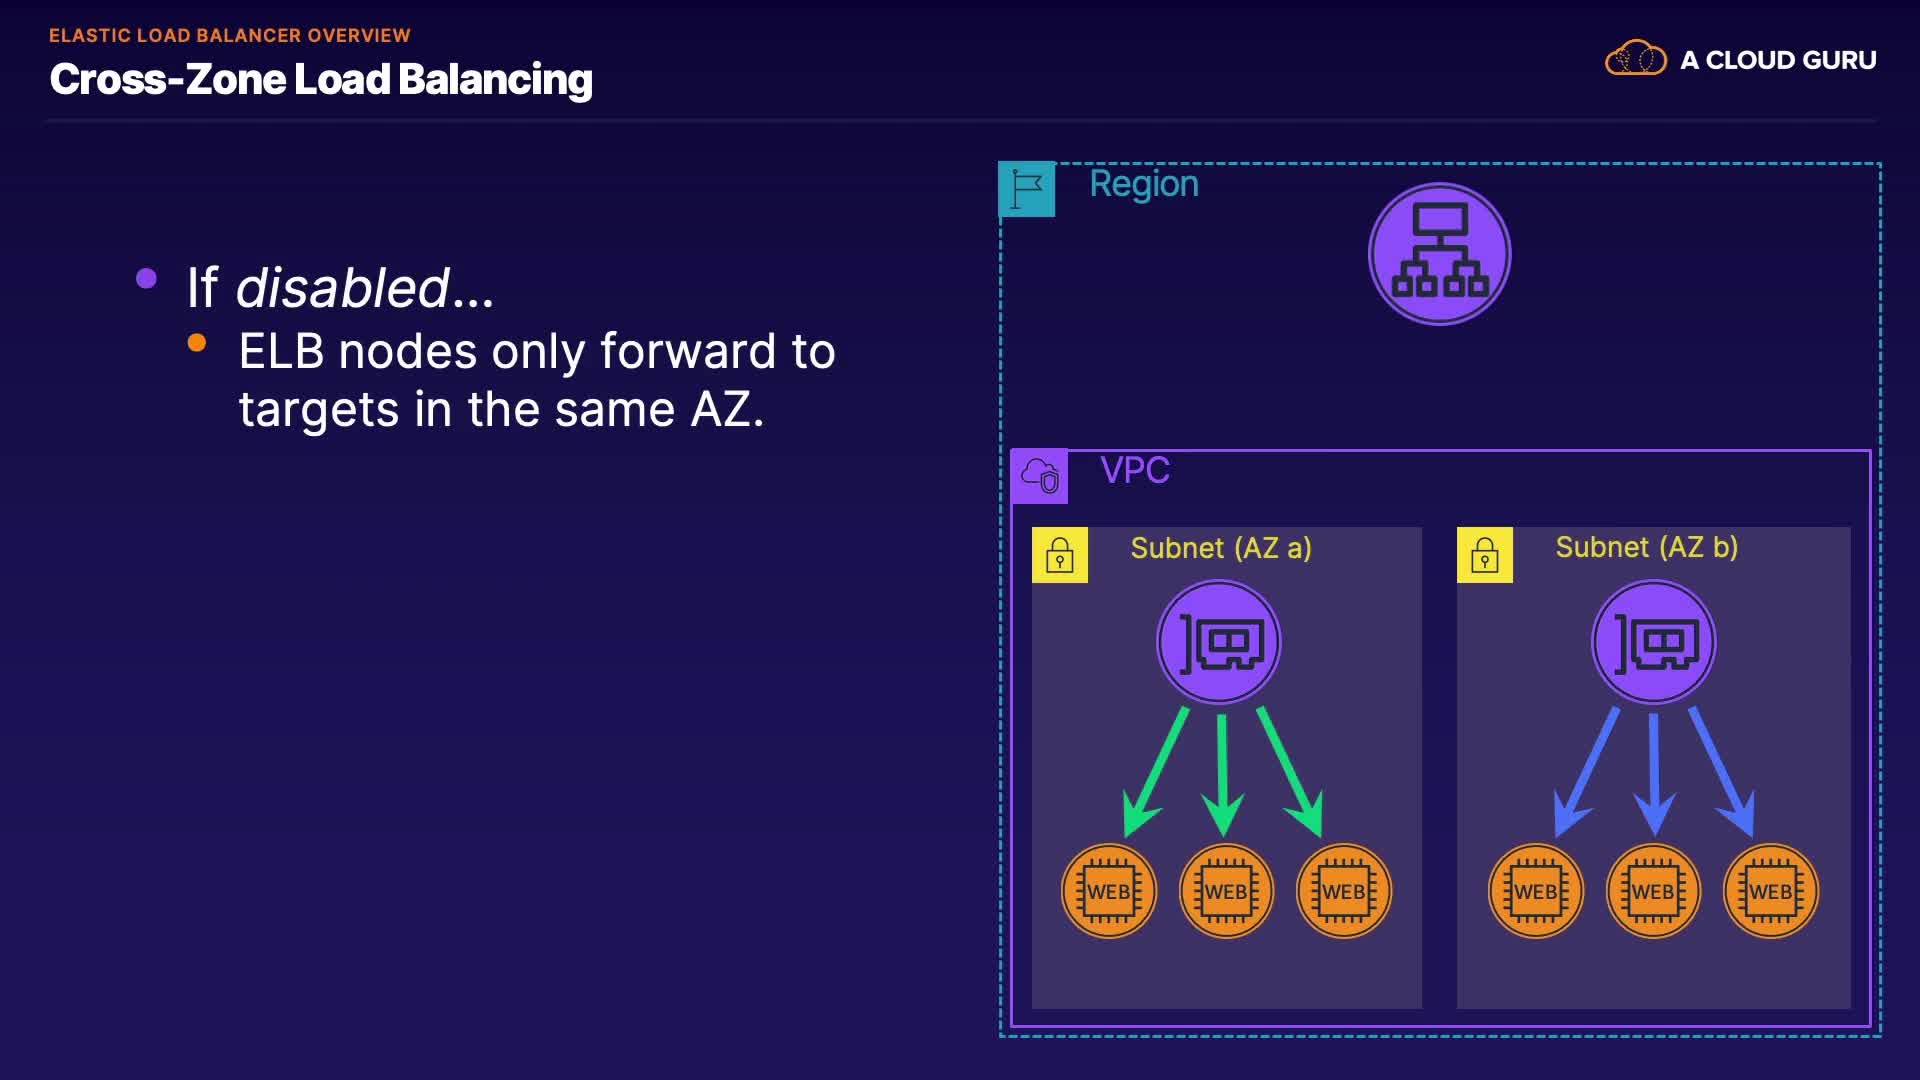 ELASTIC LOAD BALANCER OVERVIEW
Cross-Zone Load Balancing
A CLOUD GURU
If disabled...
ELB nodes only forward to
targets in the same AZ.
Region
VPC
Subnet (AZ a)
Subnet (AZ b)
WEB
WEB
WEB
WEB
WEB
WEB